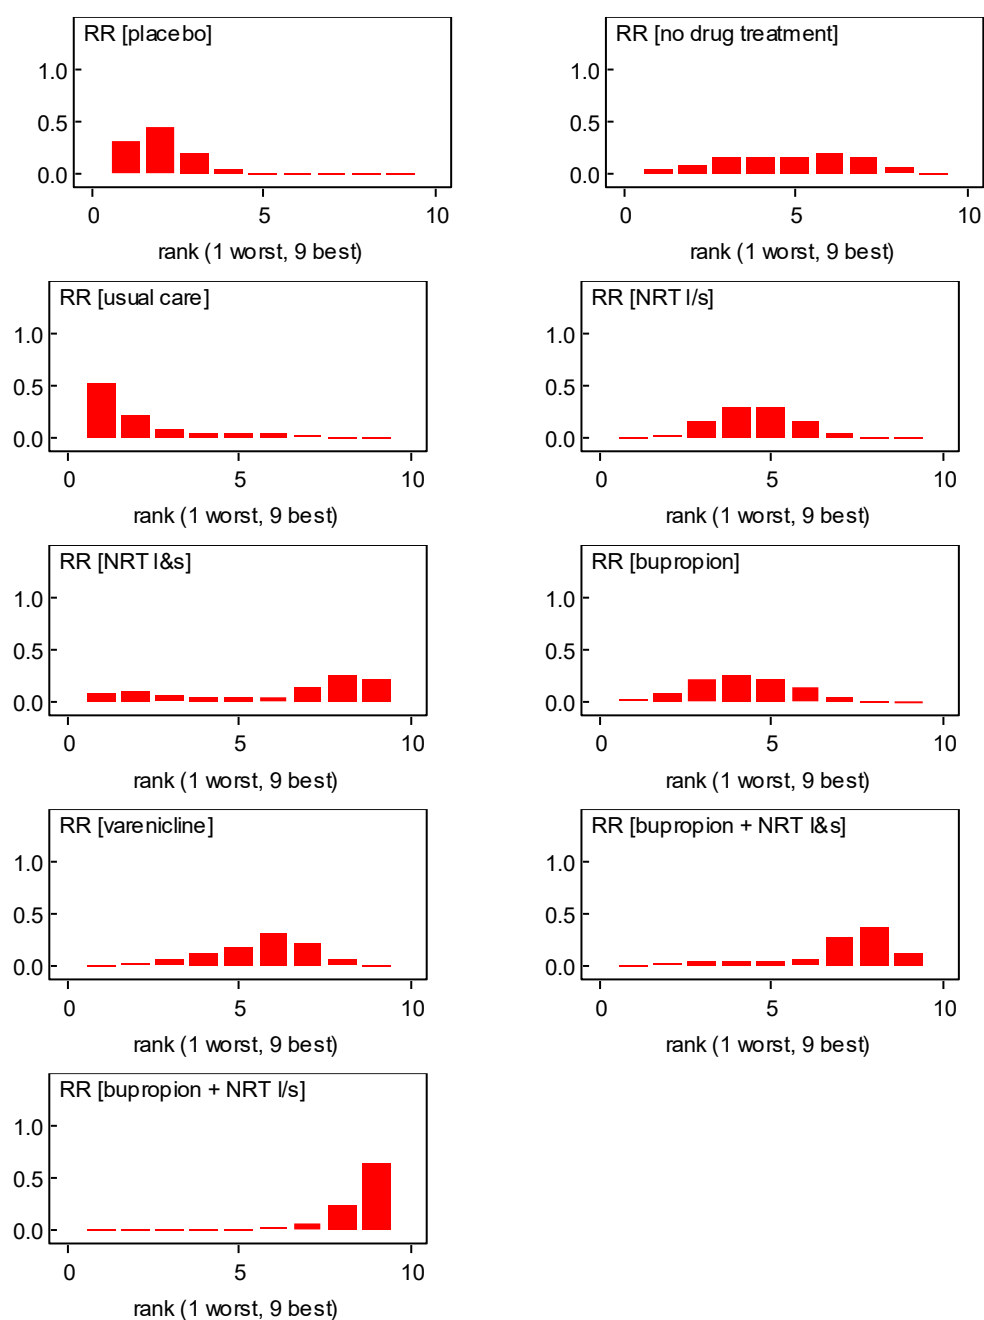 RR [placebo]
1.0
0.5
0.0
0 5 10
rank (1 worst, 9 best)
RR [no drug treatment]
1.0
0.5
0.0
0 5 10
rank (1 worst, 9 best)
RR [usual care]
1.0
0.5
0.0
0 5 10
rank (1 worst, 9 best)
RR [NRT l/s]
1.0
0.5
0.0
0 5 10
rank (1 worst, 9 best)
RR [NRT l&s]
1.0
0.5
0.0
0 5 10
rank (1 worst, 9 best)
RR [bupropion]
1.0
0.5
0.0
0 5 10
rank (1 worst, 9 best)
RR [varenicline]
1.0
0.5
0.0
0 5 10
rank (1 worst, 9 best)
RR [bupropion + NRT l&s]
1.0
0.5
0.0
0 5 10
rank (1 worst, 9 best)
RR [bupropion + NRT l/s]
1.0
0.5
0.0
0 5 10
rank (1 worst, 9 best)